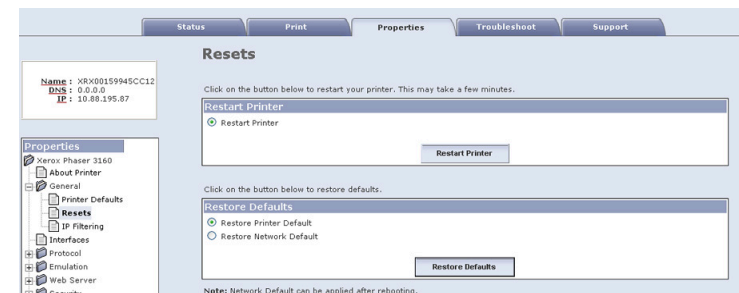 Status Print Properties Troubleshoot Support
Resets
Name : XRX00159945CC12
DNS : 0.0.0.0
IP : 10.88.195.87
Click on the button below to restart your printer. This may take a few minutes.
Restart Printer
Restart Printer
Restart Printer
Properties
Xerox Phaser 3160
About Printer
General
Printer Defaults
Resets
IP Filtering
Interfaces
Protocol
Emulation
Web Server
Security
Click on the button below to restore defaults.
Restore Defaults
Restore Printer Default
Restore Network Default
Restore Defaults
Note: Network Default can be applied after rebooting.